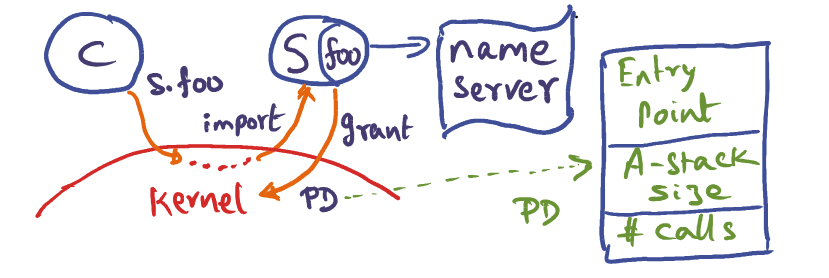 C
S
foo
name
server
s.foo
import
grant
Kernel
PD
PD
Entry
Point
A-stack
size
# calls